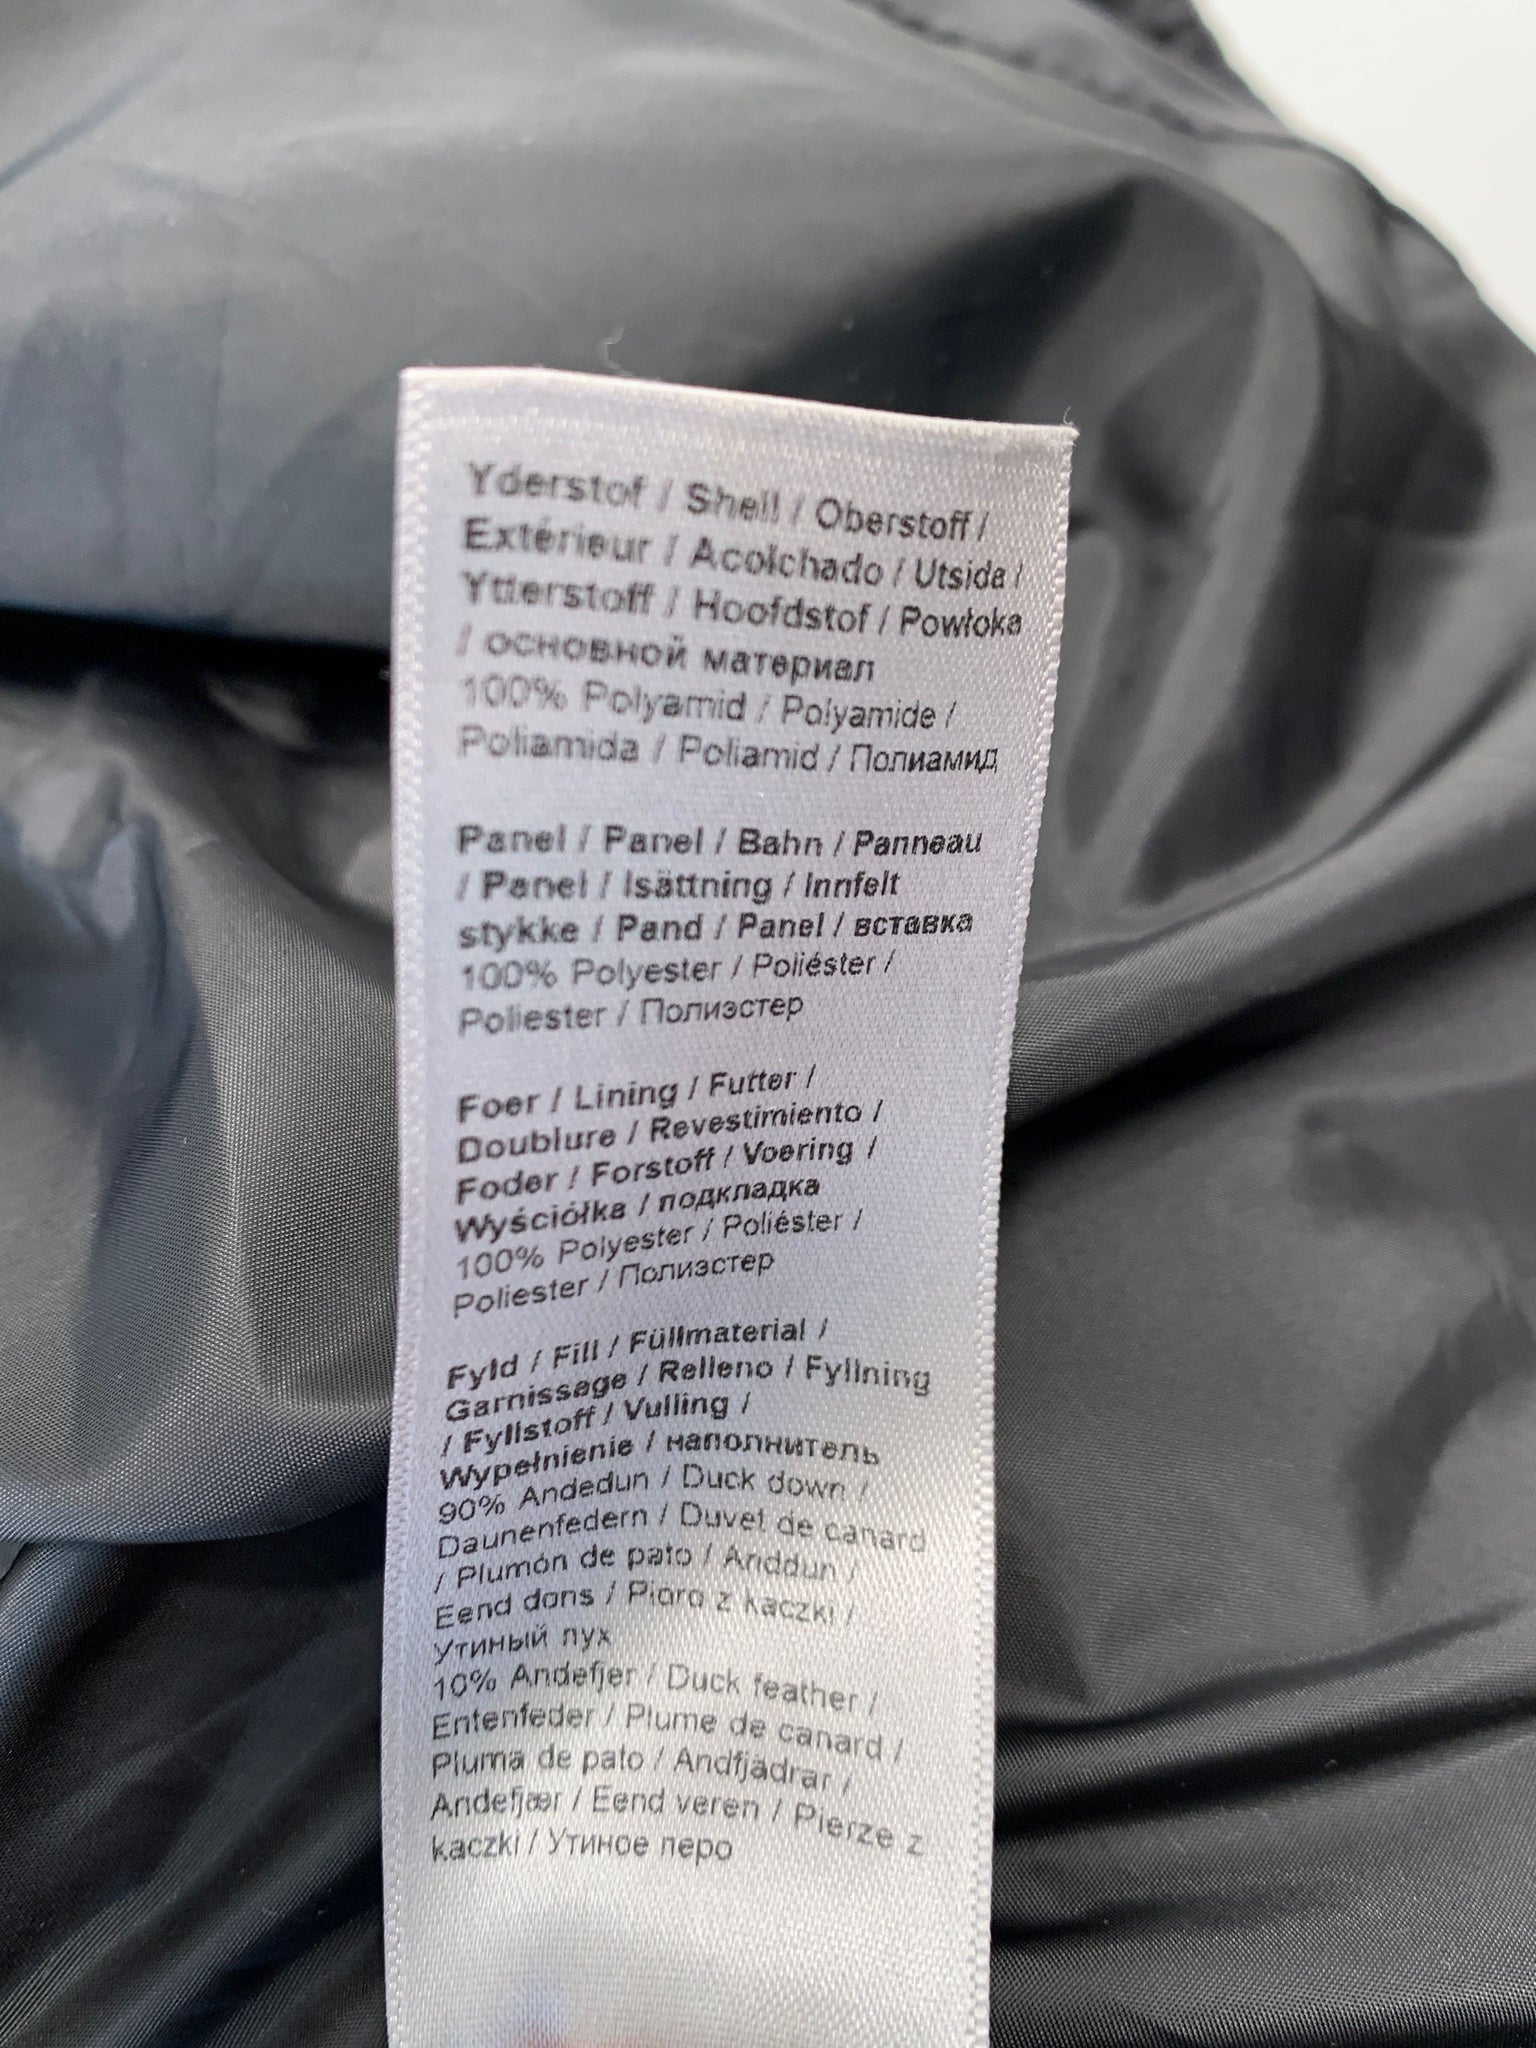 Yderstof / Shell / Oberstoff /
Extérieur / Acolchado / Utsida /
Ytterstoff / Hoofdstof / Powłoka
/ основной материал
100% Polyamid / Polyamide /
Poliamida / Poliamid / Полиамид
Panel / Panel / Bahn / Panneau
/ Panel / Isättning / Innfelt
stykke / Pand / Panel / вставка
100% Polyester / Poliéster /
Poliester / Полиэстер
Foer / Lining / Futter /
Doublure / Revestimiento /
Foder / Forstoff / Voering /
Wyściółka / подкладка
100% Polyester / Poliéster /
Poliester / Полиэстер
Fyld / Fill / Füllmaterial /
Garnissage / Relleno / Fyllning
/ Fyllstoff / Vulling /
Wypełnienie / наполнитель
90% Andedun / Duck down /
Daunenfedern / Duvet de canard
/ Plumón de pato / Anddun /
Eend dons / Pioro z kaczki /
Утиный пух
10% Andefjer / Duck feather /
Entenfeder / Plume de canard /
Pluma de pato / Andfjädrar /
Andefjær / Eend veren / Pierze z
kaczki / Утиное перо